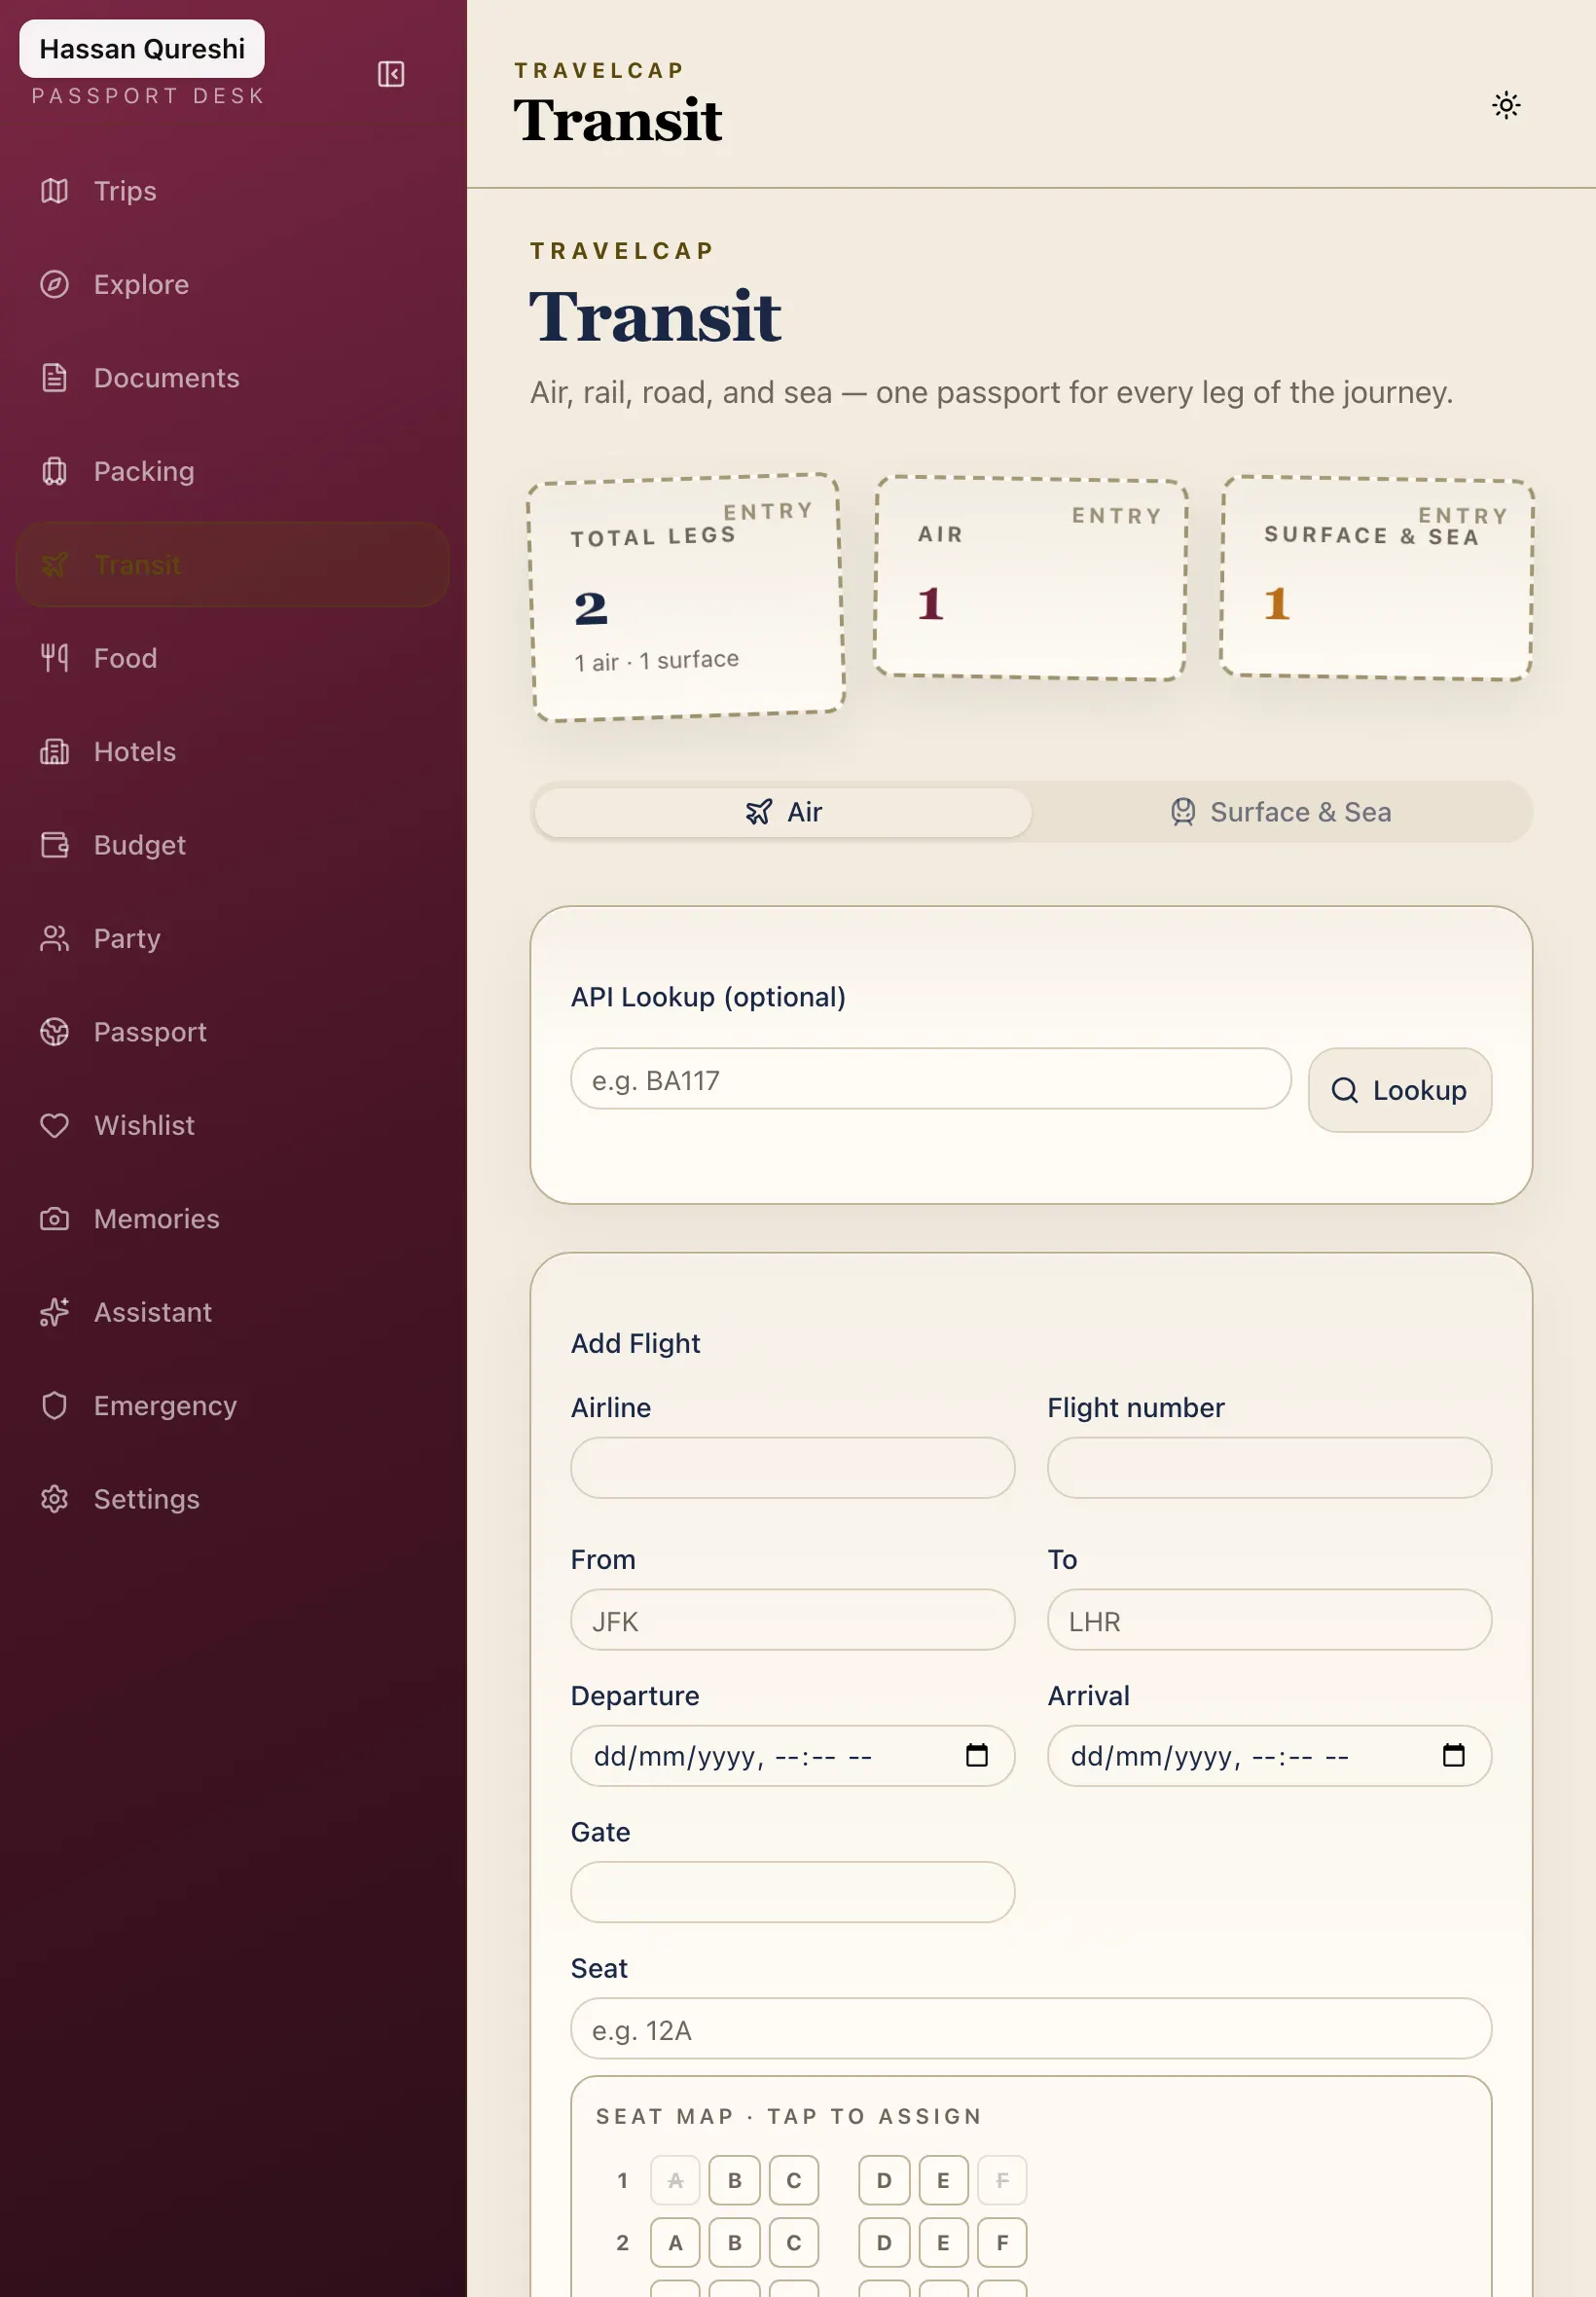 Hassan Qureshi
PASSPORT DESK
Trips
Explore
Documents
Packing
Transit
Food
Hotels
Budget
Party
Passport
Wishlist
Memories
Assistant
Emergency
Settings
TRAVELCAP
Transit
TRAVELCAP
Transit
Air, rail, road, and sea — one passport for every leg of the journey.
ENTRY
TOTAL LEGS
2
1 air · 1 surface
ENTRY
AIR
1
ENTRY
SURFACE & SEA
1
Air
Surface & Sea
API Lookup (optional)
e.g. BA117
Lookup
Add Flight
Airline
Flight number
From
To
JFK
LHR
Departure
Arrival
dd/mm/yyyy, --:-- --
dd/mm/yyyy, --:-- --
Gate
Seat
e.g. 12A
SEAT MAP · TAP TO ASSIGN
1 A B C D E F
2 A B C D E F